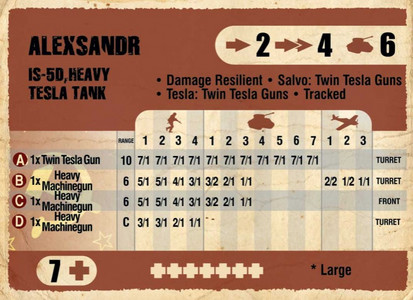 ALEXSANDR
2 4 6
IS-5D, HEAVY
TESLA TANK
• Damage Resilient • Salvo: Twin Tesla Guns
• Tesla: Twin Tesla Guns • Tracked
RANGE 1 2 3 4 1 2 3 4 5 6 7 1 2 3
A 1x Twin Tesla Gun 10 7/1 7/1 7/1 7/1 7/1 7/1 7/1 7/1 7/1 7/1 7/1 TURRET
B 1x Heavy Machinegun 6 5/1 5/1 4/1 3/1 3/2 2/1 1/1 2/2 1/2 1/1 TURRET
C 1x Heavy Machinegun 6 5/1 5/1 4/1 3/1 3/2 2/1 1/1 FRONT
D 1x Heavy Machinegun C 3/1 3/1 2/1 1/1 -- TURRET
7
* Large